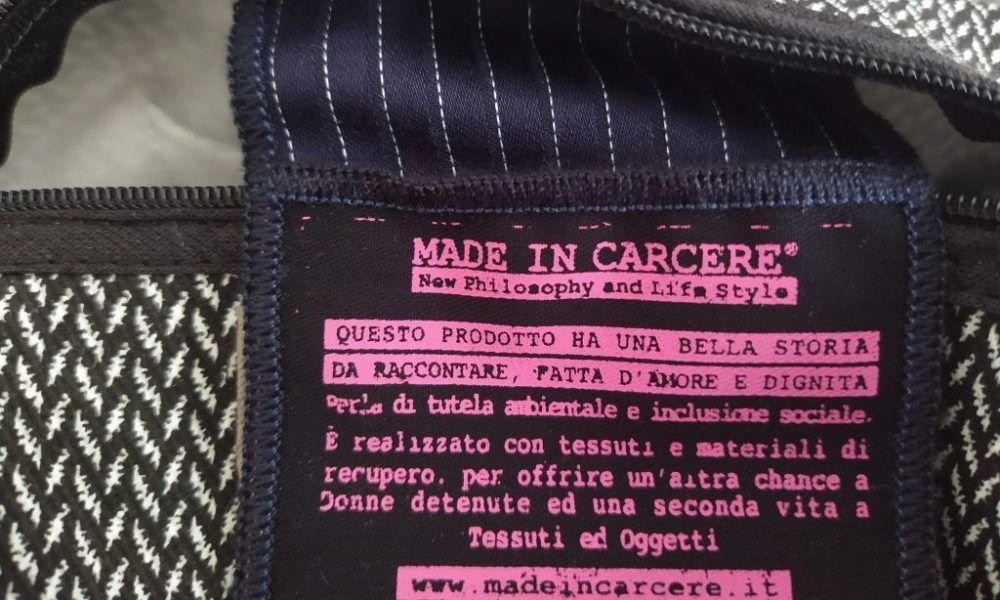 MADE IN CARCERE®
New Philosophy and Life Style
QUESTO PRODOTTO HA UNA BELLA STORIA
DA RACCONTARE, FATTA D'AMORE E DIGNITA
Parla di tutela ambientale e inclusione sociale.
È realizzato con tessuti e materiali di
recupero. per offrire un'altra chance a
Donne detenute ed una seconda vita a
Tessuti ed Oggetti
www.madeincarcere.it